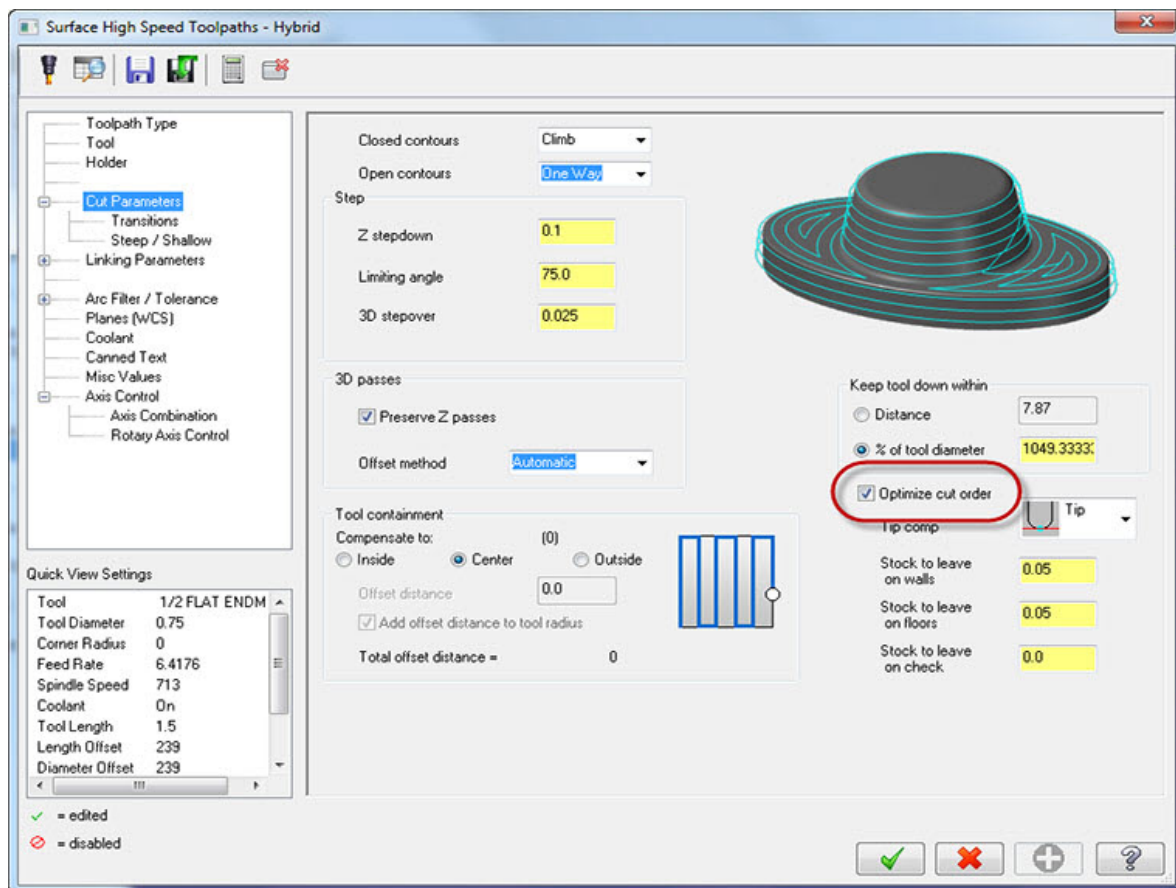 Surface High Speed Toolpaths - Hybrid
Toolpath Type
Tool
Holder
Cut Parameters
Transitions
Steep / Shallow
Linking Parameters
Arc Filter / Tolerance
Planes (WCS)
Coolant
Canned Text
Misc Values
Axis Control
Axis Combination
Rotary Axis Control
Quick View Settings
Tool 1/2 FLAT ENDM
Tool Diameter 0.75
Corner Radius 0
Feed Rate 6.4176
Spindle Speed 713
Coolant On
Tool Length 1.5
Length Offset 239
Diameter Offset 239
= edited
= disabled
Closed contours Climb
Open contours One Way
Step
Z stepdown 0.1
Limiting angle 75.0
3D stepover 0.025
3D passes
Preserve Z passes
Offset method Automatic
Tool containment
Compensate to: (0)
Inside Center Outside
Offset distance 0.0
Add offset distance to tool radius
Total offset distance = 0
Keep tool down within
Distance 7.87
% of tool diameter 1049.3333
Optimize cut order
Tip comp Tip
Stock to leave
on walls 0.05
Stock to leave
on floors 0.05
Stock to leave
on check 0.0